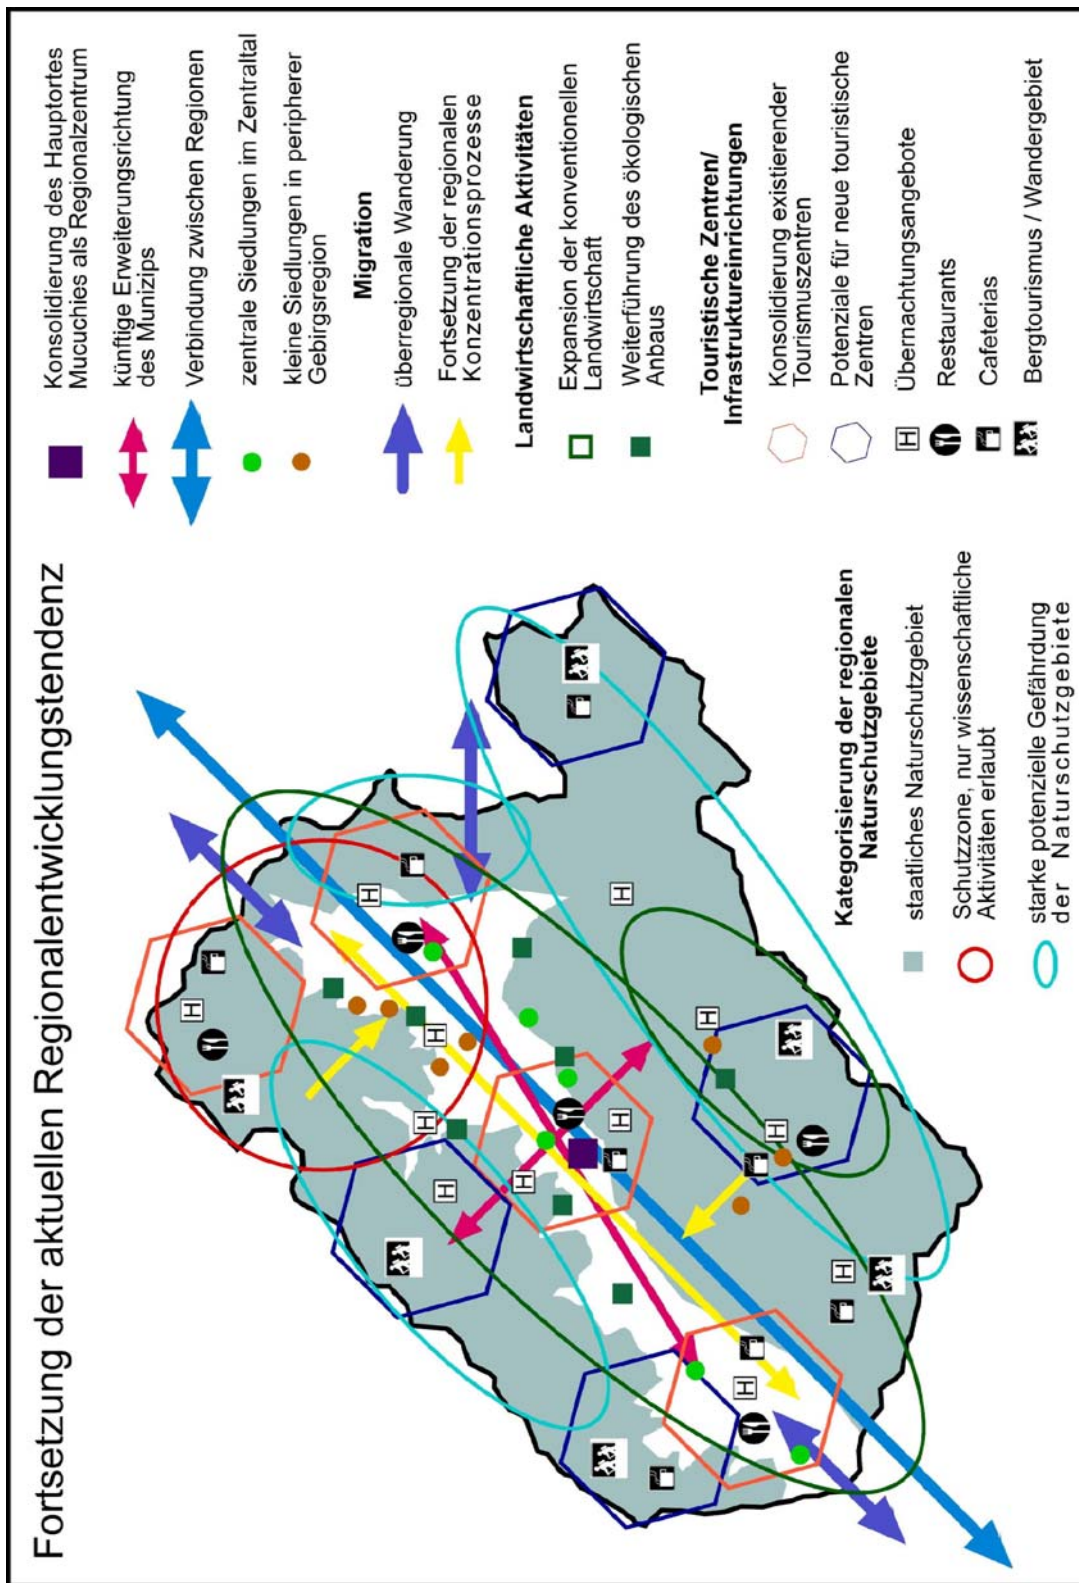 Fortsetzung der aktuellen Regionalentwicklungstendenz
Konsolidierung des Hauptortes
Mucuchies als Regionalzentrum
künftige Erweiterungsrichtung
des Munizips
Verbindung zwischen Regionen
zentrale Siedlungen im Zentraltal
kleine Siedlungen in peripherer
Gebirgsregion
Migration
überregionale Wanderung
Fortsetzung der regionalen
Konzentrationsprozesse
Landwirtschaftliche Aktivitäten
Expansion der konventionellen
Landwirtschaft
Weiterführung des ökologischen
Anbaus
Touristische Zentren/
Infrastruktureinrichtungen
Konsolidierung existierender
Tourismuszentren
Potenziale für neue touristische
Zentren
H
Übernachtungsangebote
Restaurants
Cafeterias
Bergtourismus / Wandergebiet
Kategorisierung der regionalen
Naturschutzgebiete
staatliches Naturschutzgebiet
Schutzzone, nur wissenschaftliche
Aktivitäten erlaubt
starke potenzielle Gefährdung
der Naturschutzgebiete
H
H
H
H
H
H
H
H
H
H
H
H